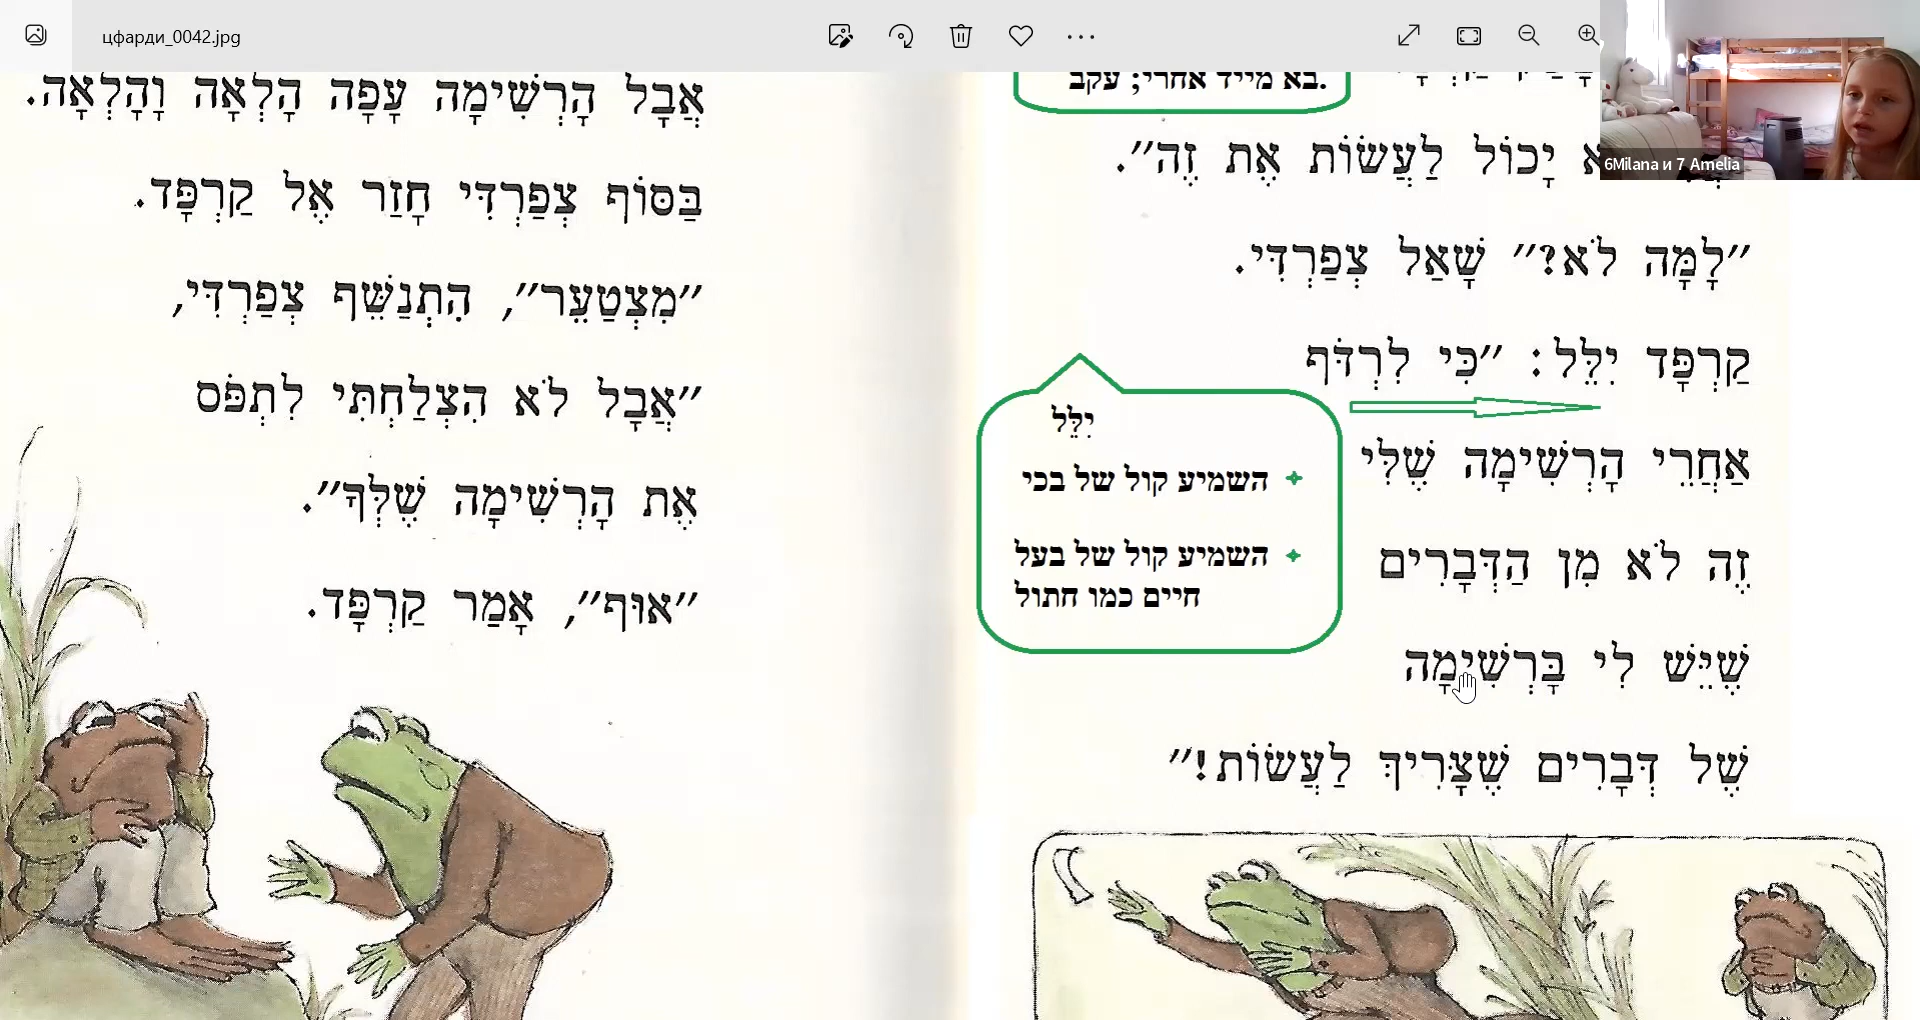 цфарди_0042.jpg
6Milana и 7 Amelia
בא מייד אחרי; עקב.
יָכוֹל לַעֲשׂוֹת אֶת זֶה״.
״לָמָּה לֹא?״ שָׁאַל צְפַרְדִּי.
קַרְפָּד יִלֵּל: ״כִּי לִרְדֹּף
אַחֲרֵי הָרְשִׁימָה שֶׁלִּי
זֶה לֹא מִן הַדְּבָרִים
שֶׁיֵּשׁ לִי בָּרְשִׁימָה
שֶׁל דְּבָרִים שֶׁצָּרִיךְ לַעֲשׂוֹת!״
יִלֵּל
השמיע קול של בכי
השמיע קול של בעל
חיים כמו חתול
אֲבָל הָרְשִׁימָה עָפָה הָלְאָה וָהָלְאָה.
בַּסּוֹף צְפַרְדִּי חָזַר אֶל קַרְפָּד.
״מִצְטַעֵר״, הִתְנַשֵּׁף צְפַרְדִּי,
״אֲבָל לֹא הִצְלַחְתִּי לִתְפֹּס
אֶת הָרְשִׁימָה שֶׁלְּךָ״.
״אוּף״, אָמַר קַרְפָּד.